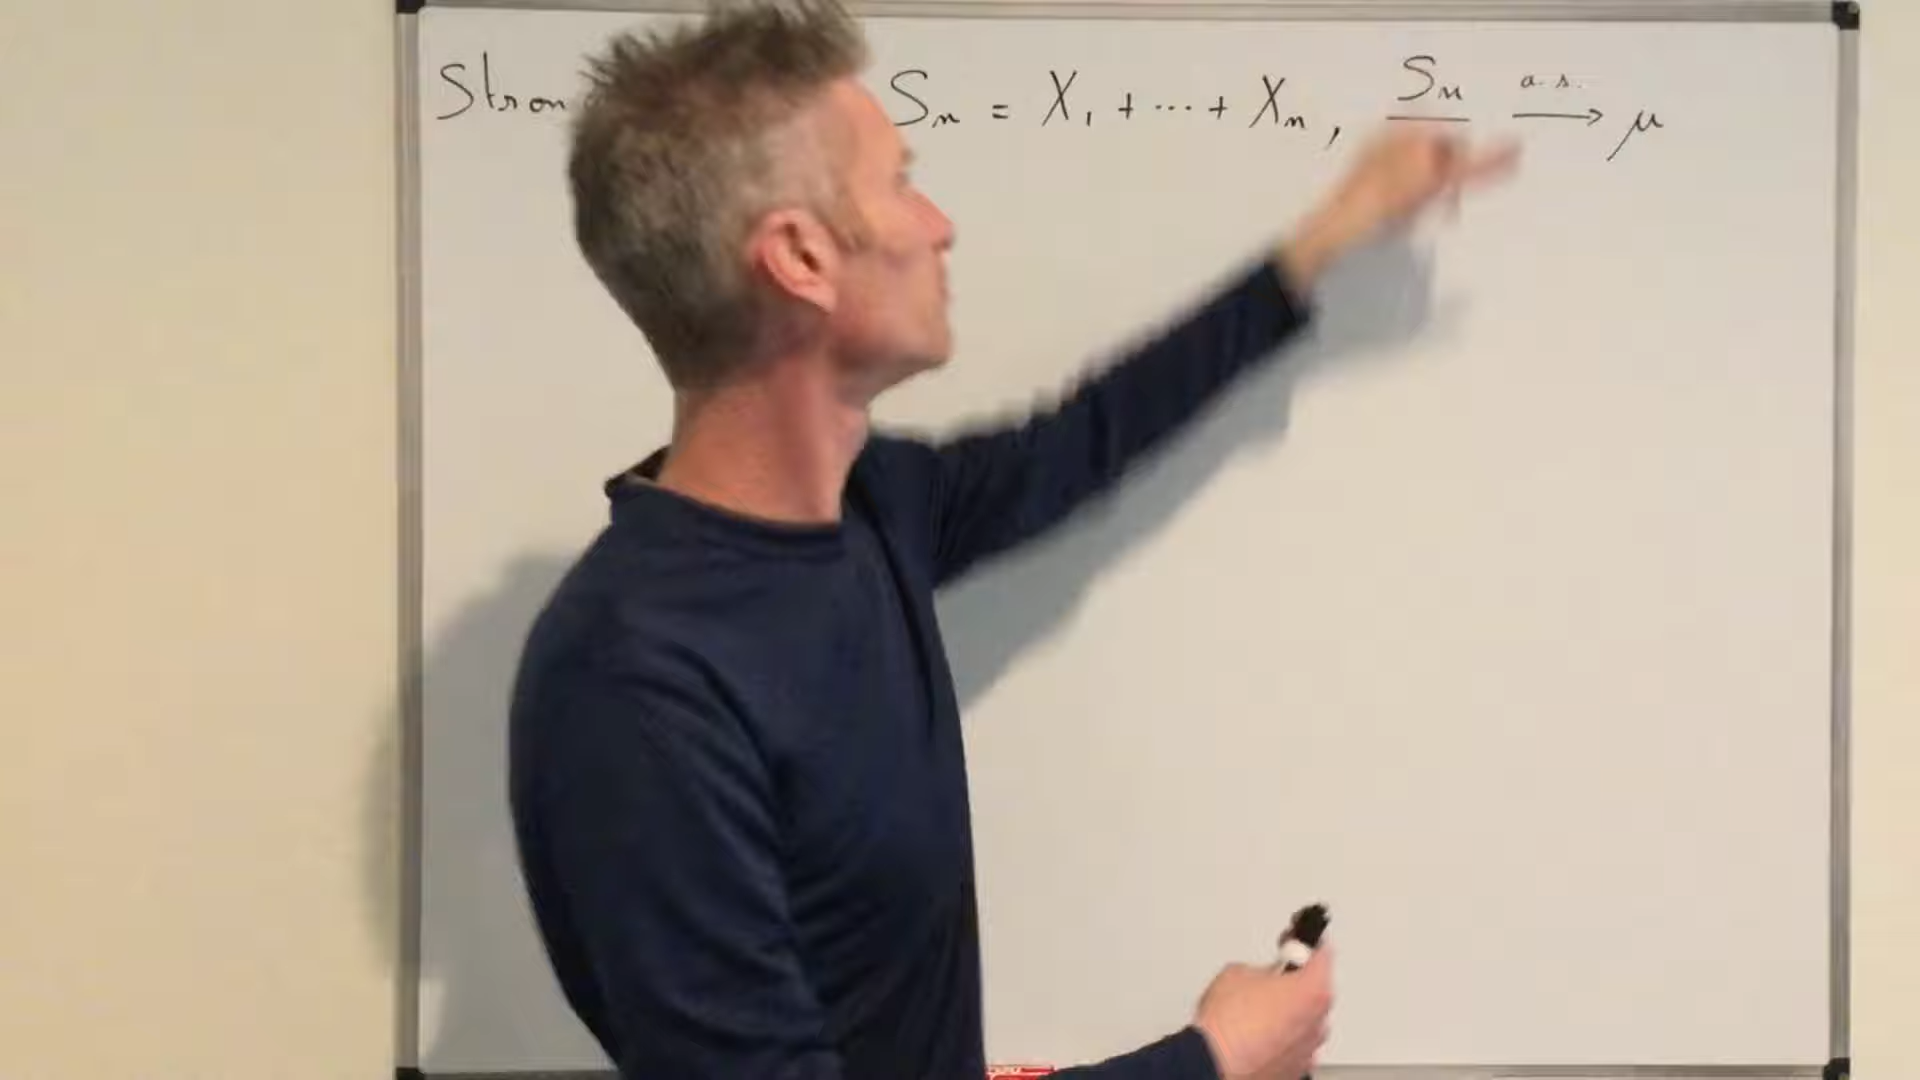 Stron Sn = X₁ + ... + Xn, Sn a.s. → μ